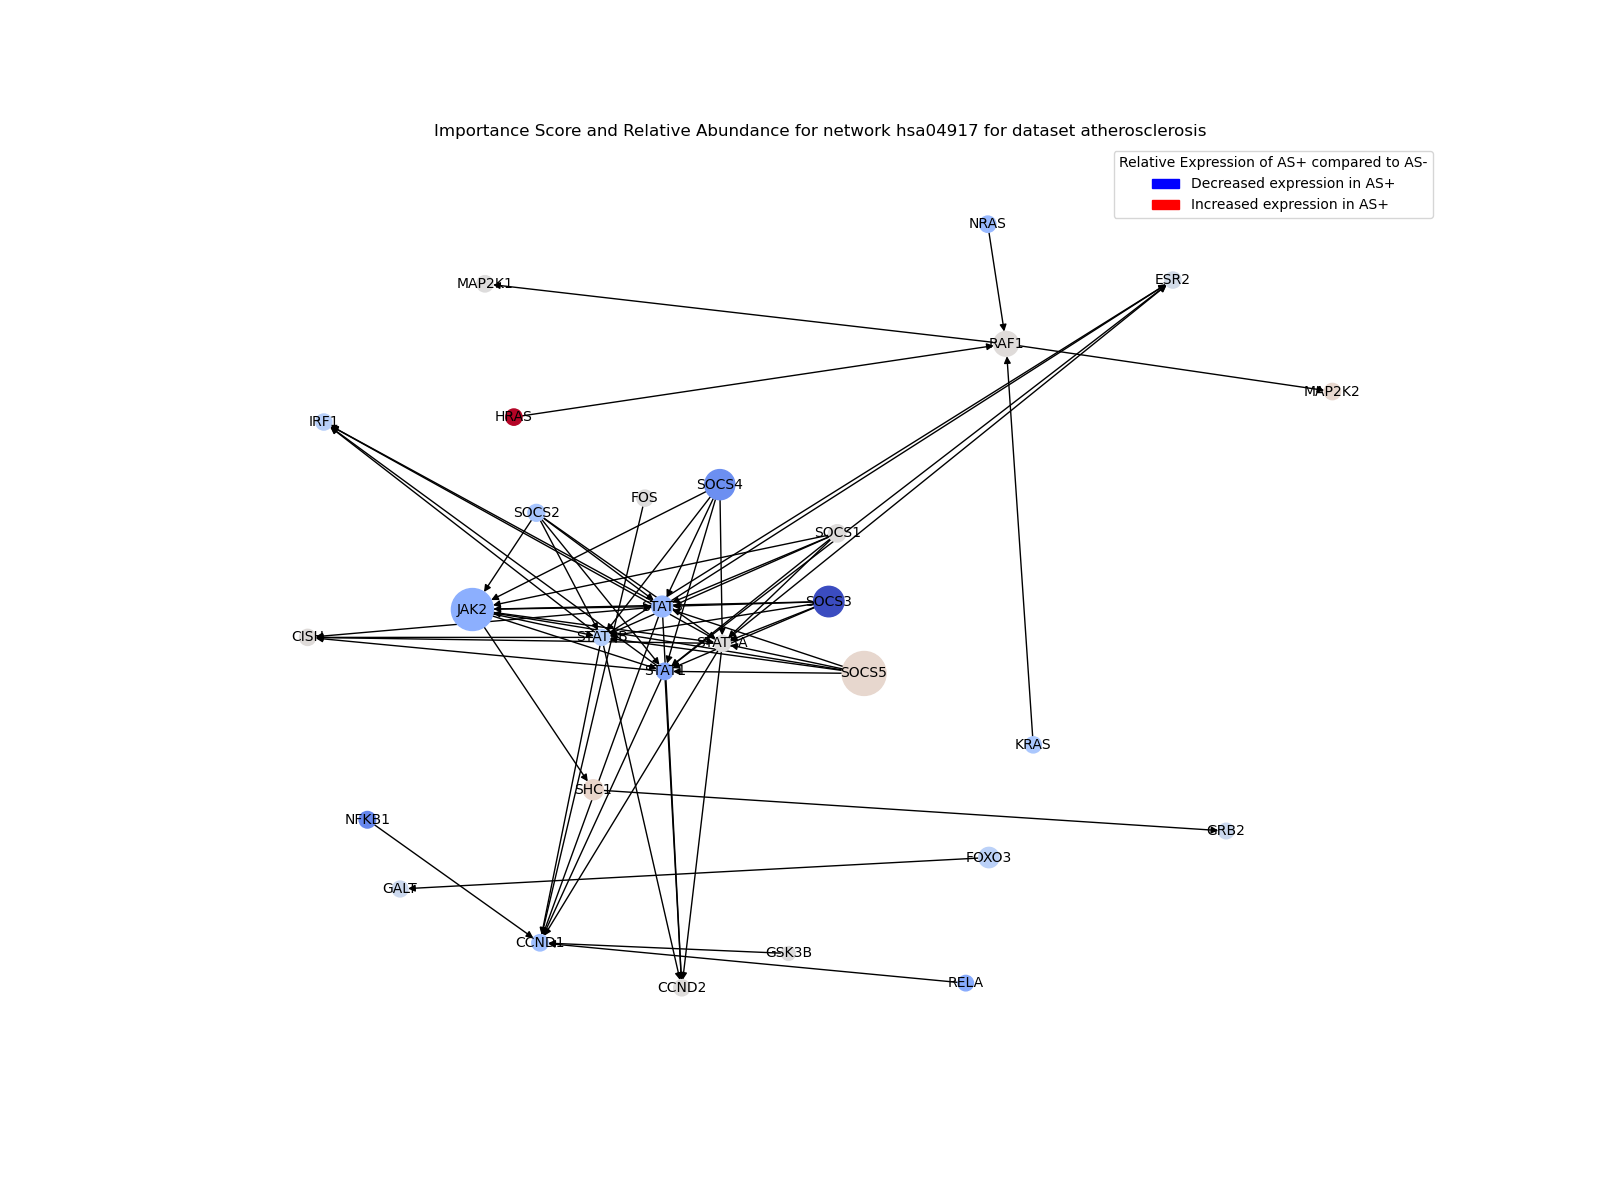 Importance Score and Relative Abundance for network hsa04917 for dataset atherosclerosis
Relative Expression of AS+ compared to AS-
Decreased expression in AS+
Increased expression in AS+
NRAS
MAP2K1
ESR2
RAF1
MAP2K2
HRAS
IRF1
SOCS4
FOS
SOCS2
SOCS1
SOCS3
JAK2
STAT3
CISH
STAT5B
STAT5A
STAT1
SOCS5
KRAS
SHC1
NFKB1
GRB2
FOXO3
GALT
CCND1
GSK3B
RELA
CCND2